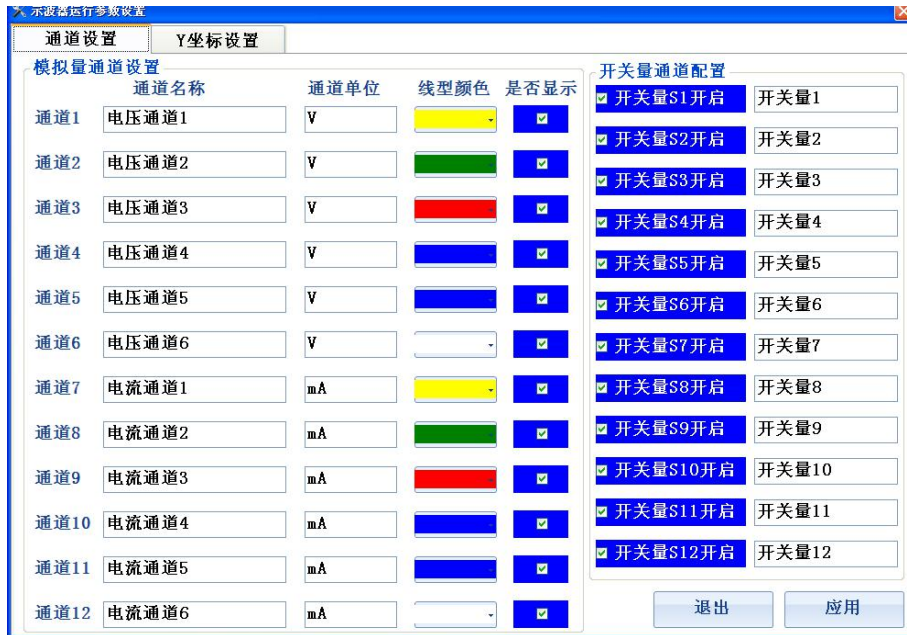 示波器运行参数设置
通道设置 Y坐标设置
模拟量通道设置
通道名称 通道单位 线型颜色 是否显示
通道1 电压通道1 V
通道2 电压通道2 V
通道3 电压通道3 V
通道4 电压通道4 V
通道5 电压通道5 V
通道6 电压通道6 V
通道7 电流通道1 mA
通道8 电流通道2 mA
通道9 电流通道3 mA
通道10 电流通道4 mA
通道11 电流通道5 mA
通道12 电流通道6 mA
开关量通道配置
开关量S1开启 开关量1
开关量S2开启 开关量2
开关量S3开启 开关量3
开关量S4开启 开关量4
开关量S5开启 开关量5
开关量S6开启 开关量6
开关量S7开启 开关量7
开关量S8开启 开关量8
开关量S9开启 开关量9
开关量S10开启 开关量10
开关量S11开启 开关量11
开关量S12开启 开关量12
退出 应用